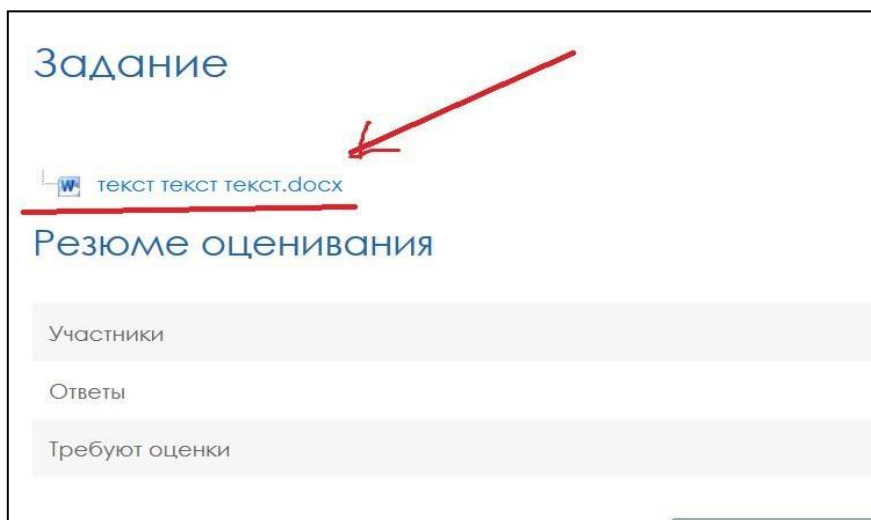 Задание
текст текст текст.docx
Резюме оценивания
Участники
Ответы
Требуют оценки